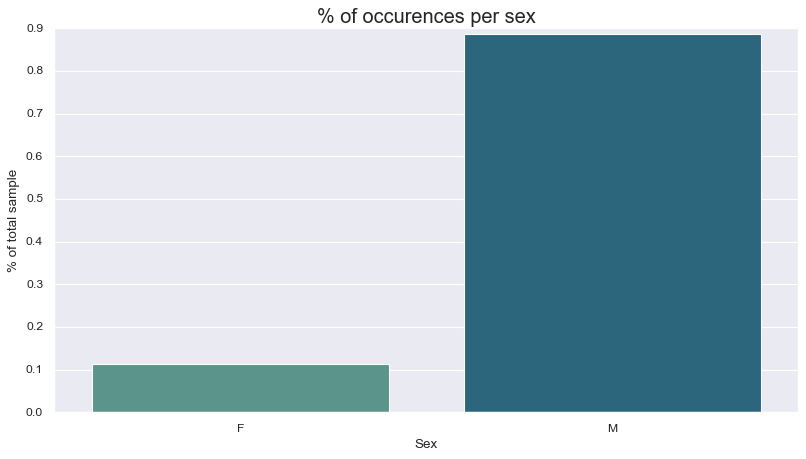 % of occurences per sex
0.9
0.8
0.7
0.6
0.5
0.4
0.3
0.2
0.1
0.0
% of total sample
F
M
Sex